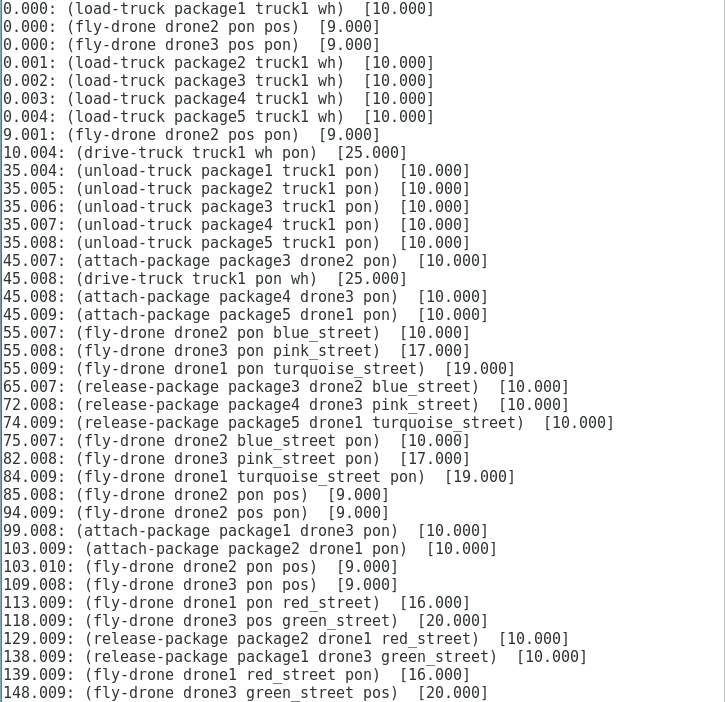 0.000: (load-truck package1 truck1 wh)  [10.000]
0.000: (fly-drone drone2 pon pos)  [9.000]
0.000: (fly-drone drone3 pos pon)  [9.000]
0.001: (load-truck package2 truck1 wh)  [10.000]
0.002: (load-truck package3 truck1 wh)  [10.000]
0.003: (load-truck package4 truck1 wh)  [10.000]
0.004: (load-truck package5 truck1 wh)  [10.000]
9.001: (fly-drone drone2 pos pon)  [9.000]
10.004: (drive-truck truck1 wh pon)  [25.000]
35.004: (unload-truck package1 truck1 pon)  [10.000]
35.005: (unload-truck package2 truck1 pon)  [10.000]
35.006: (unload-truck package3 truck1 pon)  [10.000]
35.007: (unload-truck package4 truck1 pon)  [10.000]
35.008: (unload-truck package5 truck1 pon)  [10.000]
45.007: (attach-package package3 drone2 pon)  [10.000]
45.008: (drive-truck truck1 pon wh)  [25.000]
45.008: (attach-package package4 drone3 pon)  [10.000]
45.009: (attach-package package5 drone1 pon)  [10.000]
55.007: (fly-drone drone2 pon blue_street)  [10.000]
55.008: (fly-drone drone3 pon pink_street)  [17.000]
55.009: (fly-drone drone1 pon turquoise_street)  [19.000]
65.007: (release-package package3 drone2 blue_street)  [10.000]
72.008: (release-package package4 drone3 pink_street)  [10.000]
74.009: (release-package package5 drone1 turquoise_street)  [10.000]
75.007: (fly-drone drone2 blue_street pon)  [10.000]
82.008: (fly-drone drone3 pink_street pon)  [17.000]
84.009: (fly-drone drone1 turquoise_street pon)  [19.000]
85.008: (fly-drone drone2 pon pos)  [9.000]
94.009: (fly-drone drone2 pos pon)  [9.000]
99.008: (attach-package package1 drone3 pon)  [10.000]
103.009: (attach-package package2 drone1 pon)  [10.000]
103.010: (fly-drone drone2 pon pos)  [9.000]
109.008: (fly-drone drone3 pon pos)  [9.000]
113.009: (fly-drone drone1 pon red_street)  [16.000]
118.009: (fly-drone drone3 pos green_street)  [20.000]
129.009: (release-package package2 drone1 red_street)  [10.000]
138.009: (release-package package1 drone3 green_street)  [10.000]
139.009: (fly-drone drone1 red_street pon)  [16.000]
148.009: (fly-drone drone3 green_street pos)  [20.000]